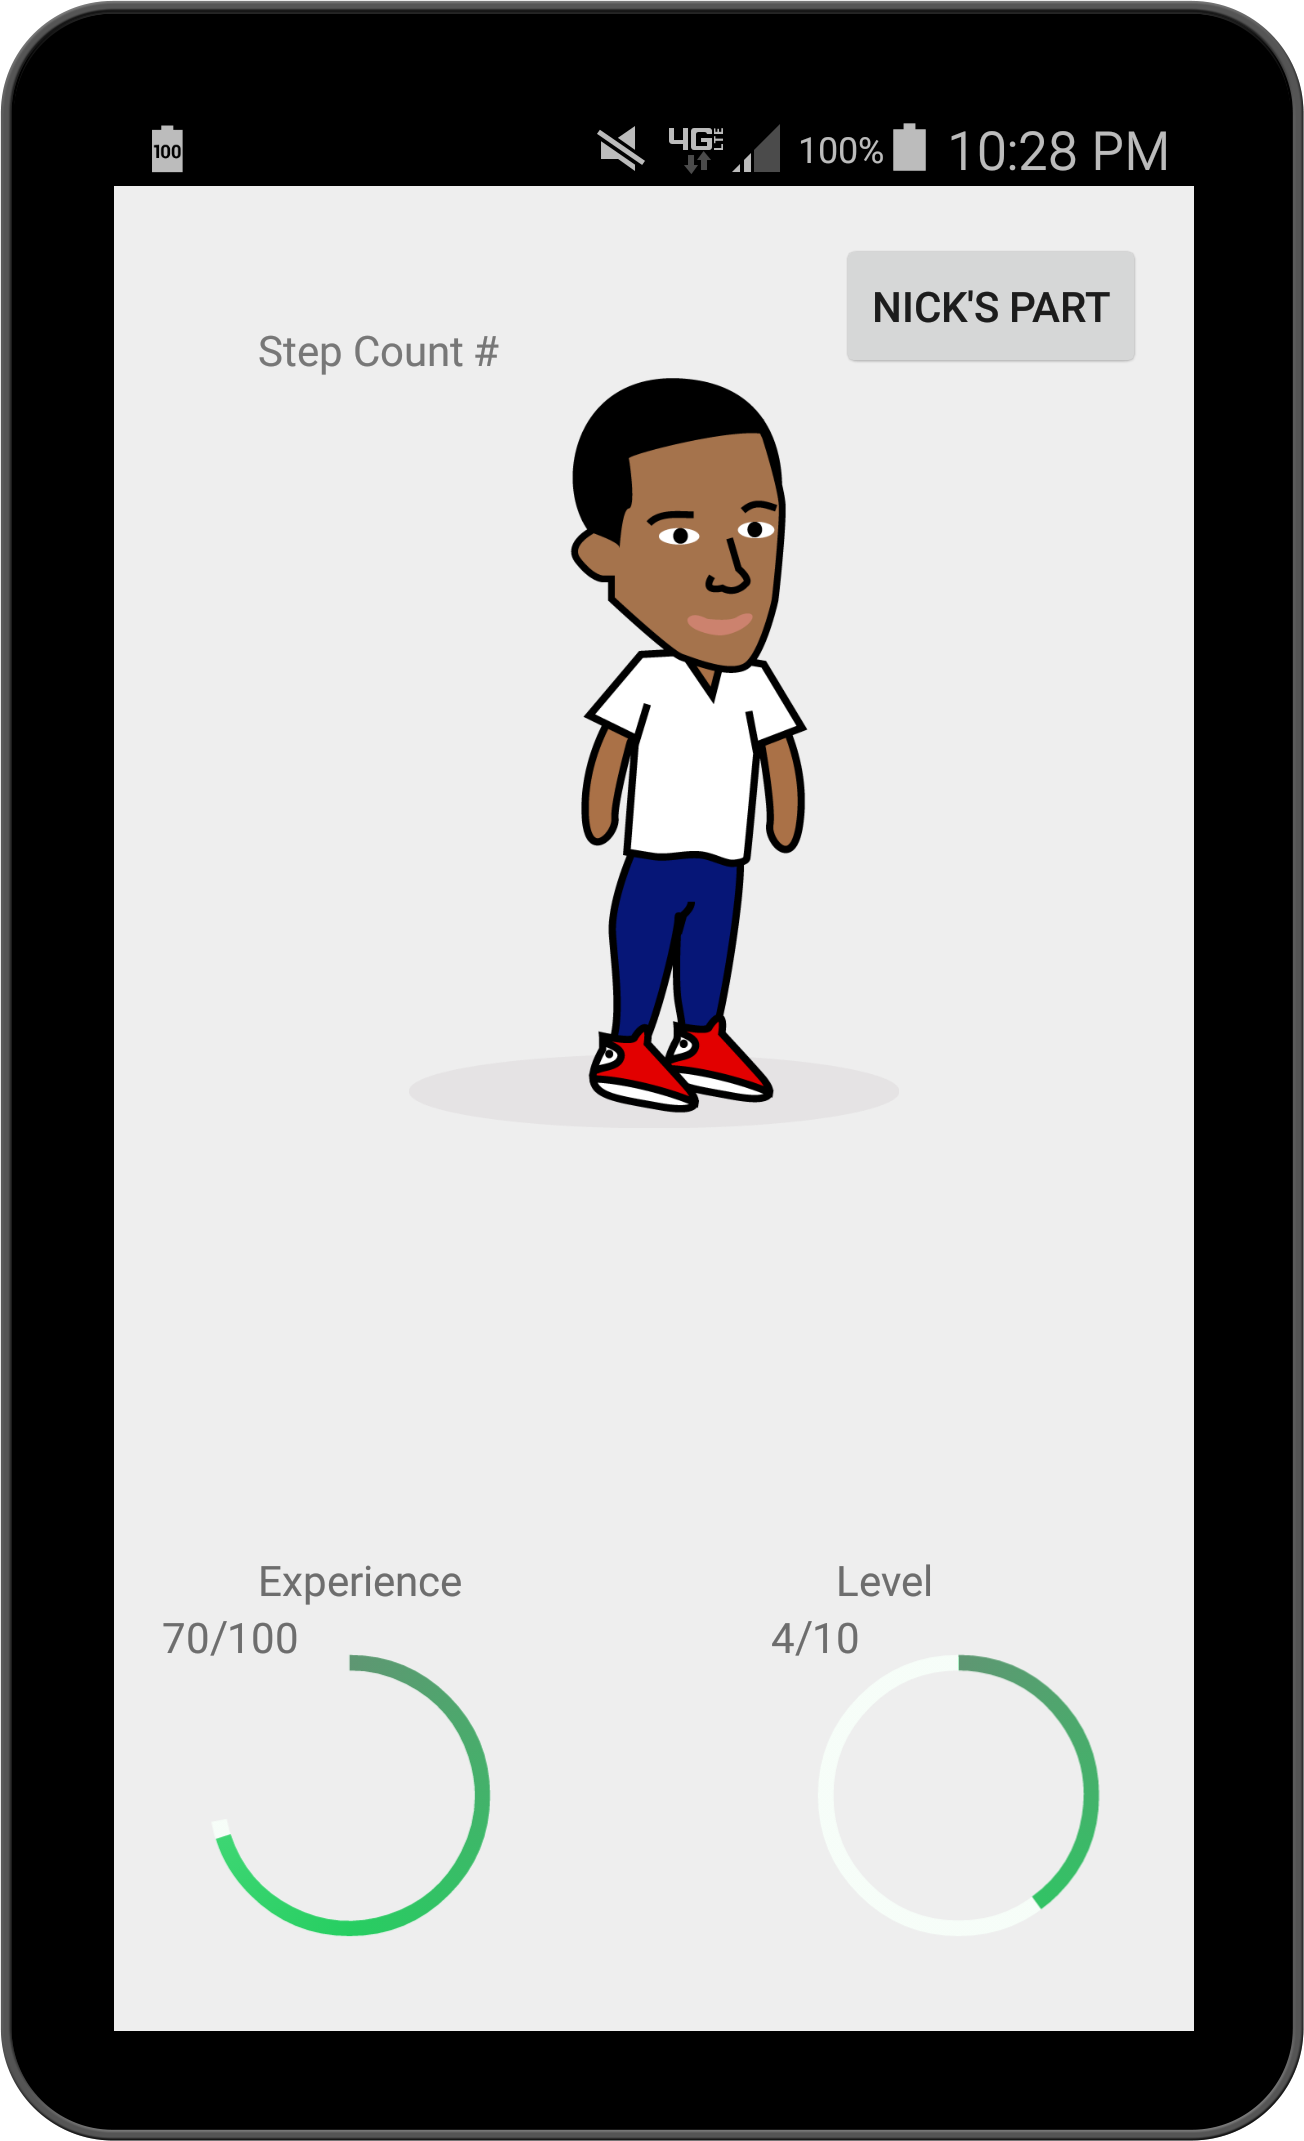 100
4G LTE 100% 10:28 PM
NICK'S PART
Step Count #
Experience
70/100
Level
4/10